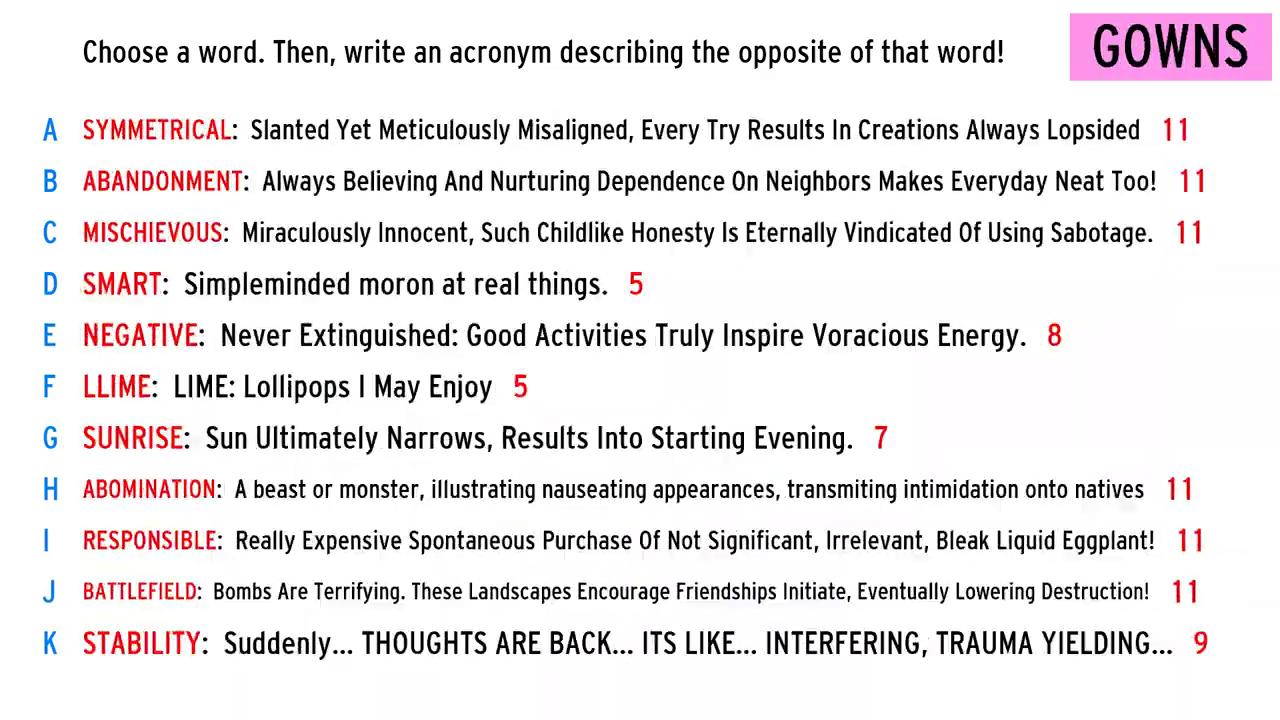 Choose a word. Then, write an acronym describing the opposite of that word!
GOWNS
A SYMMETRICAL: Slanted Yet Meticulously Misaligned, Every Try Results In Creations Always Lopsided 11
B ABANDONMENT: Always Believing And Nurturing Dependence On Neighbors Makes Everyday Neat Too! 11
C MISCHIEVOUS: Miraculously Innocent, Such Childlike Honesty Is Eternally Vindicated Of Using Sabotage. 11
D SMART: Simpleminded moron at real things. 5
E NEGATIVE: Never Extinguished: Good Activities Truly Inspire Voracious Energy. 8
F LLIME: LIME: Lollipops I May Enjoy 5
G SUNRISE: Sun Ultimately Narrows, Results Into Starting Evening. 7
H ABOMINATION: A beast or monster, illustrating nauseating appearances, transmiting intimidation onto natives 11
I RESPONSIBLE: Really Expensive Spontaneous Purchase Of Not Significant, Irrelevant, Bleak Liquid Eggplant! 11
J BATTLEFIELD: Bombs Are Terrifying. These Landscapes Encourage Friendships Initiate, Eventually Lowering Destruction! 11
K STABILITY: Suddenly... THOUGHTS ARE BACK... ITS LIKE... INTERFERING, TRAUMA YIELDING... 9